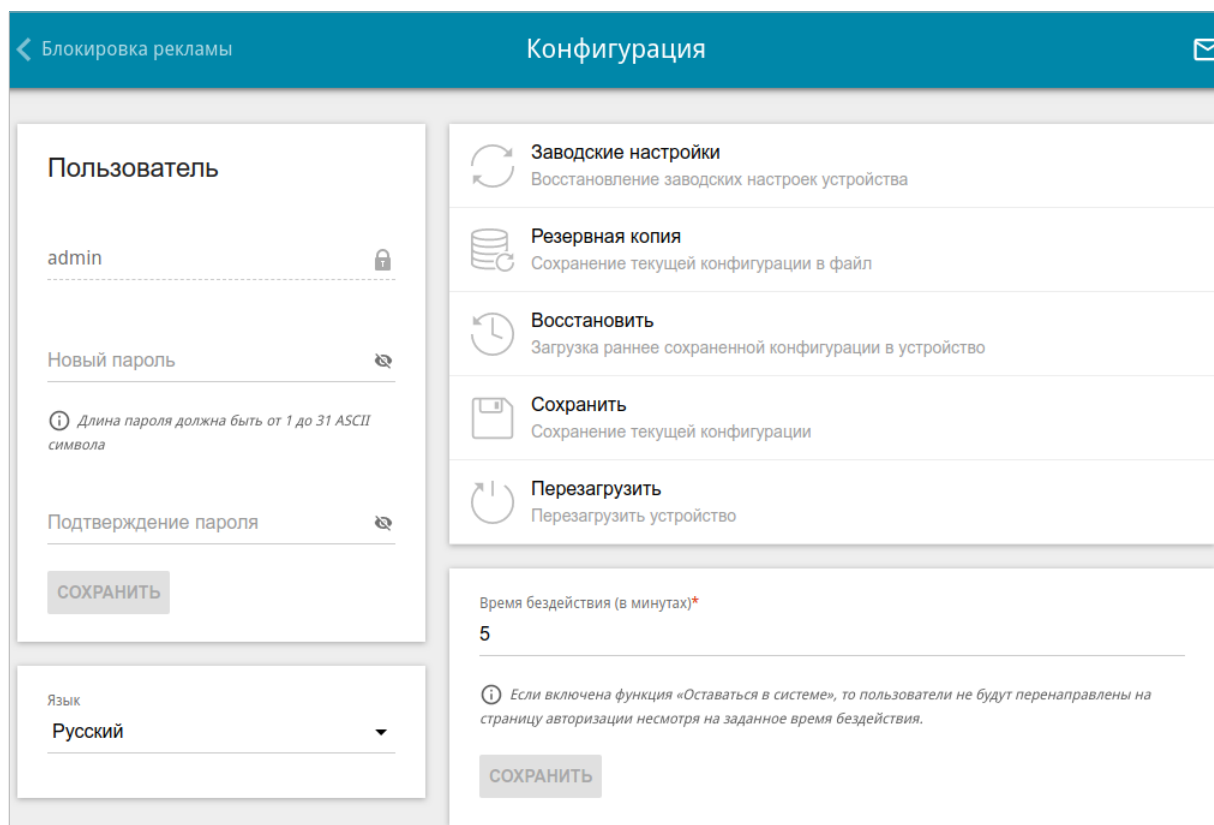 Блокировка рекламы
Конфигурация
Пользователь
admin
Новый пароль
Длина пароля должна быть от 1 до 31 ASCII
символа
Подтверждение пароля
СОХРАНИТЬ
Язык
Русский
Заводские настройки
Восстановление заводских настроек устройства
Резервная копия
Сохранение текущей конфигурации в файл
Восстановить
Загрузка раннее сохраненной конфигурации в устройство
Сохранить
Сохранение текущей конфигурации
Перезагрузить
Перезагрузить устройство
Время бездействия (в минутах)*
5
Если включена функция «Оставаться в системе», то пользователи не будут перенаправлены на
страницу авторизации несмотря на заданное время бездействия.
СОХРАНИТЬ